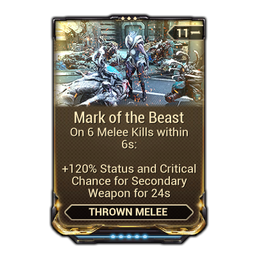 11
Mark of the Beast
On 6 Melee Kills within
6s:
+120% Status and Critical
Chance for Secondary
Weapon for 24s
THROWN MELEE